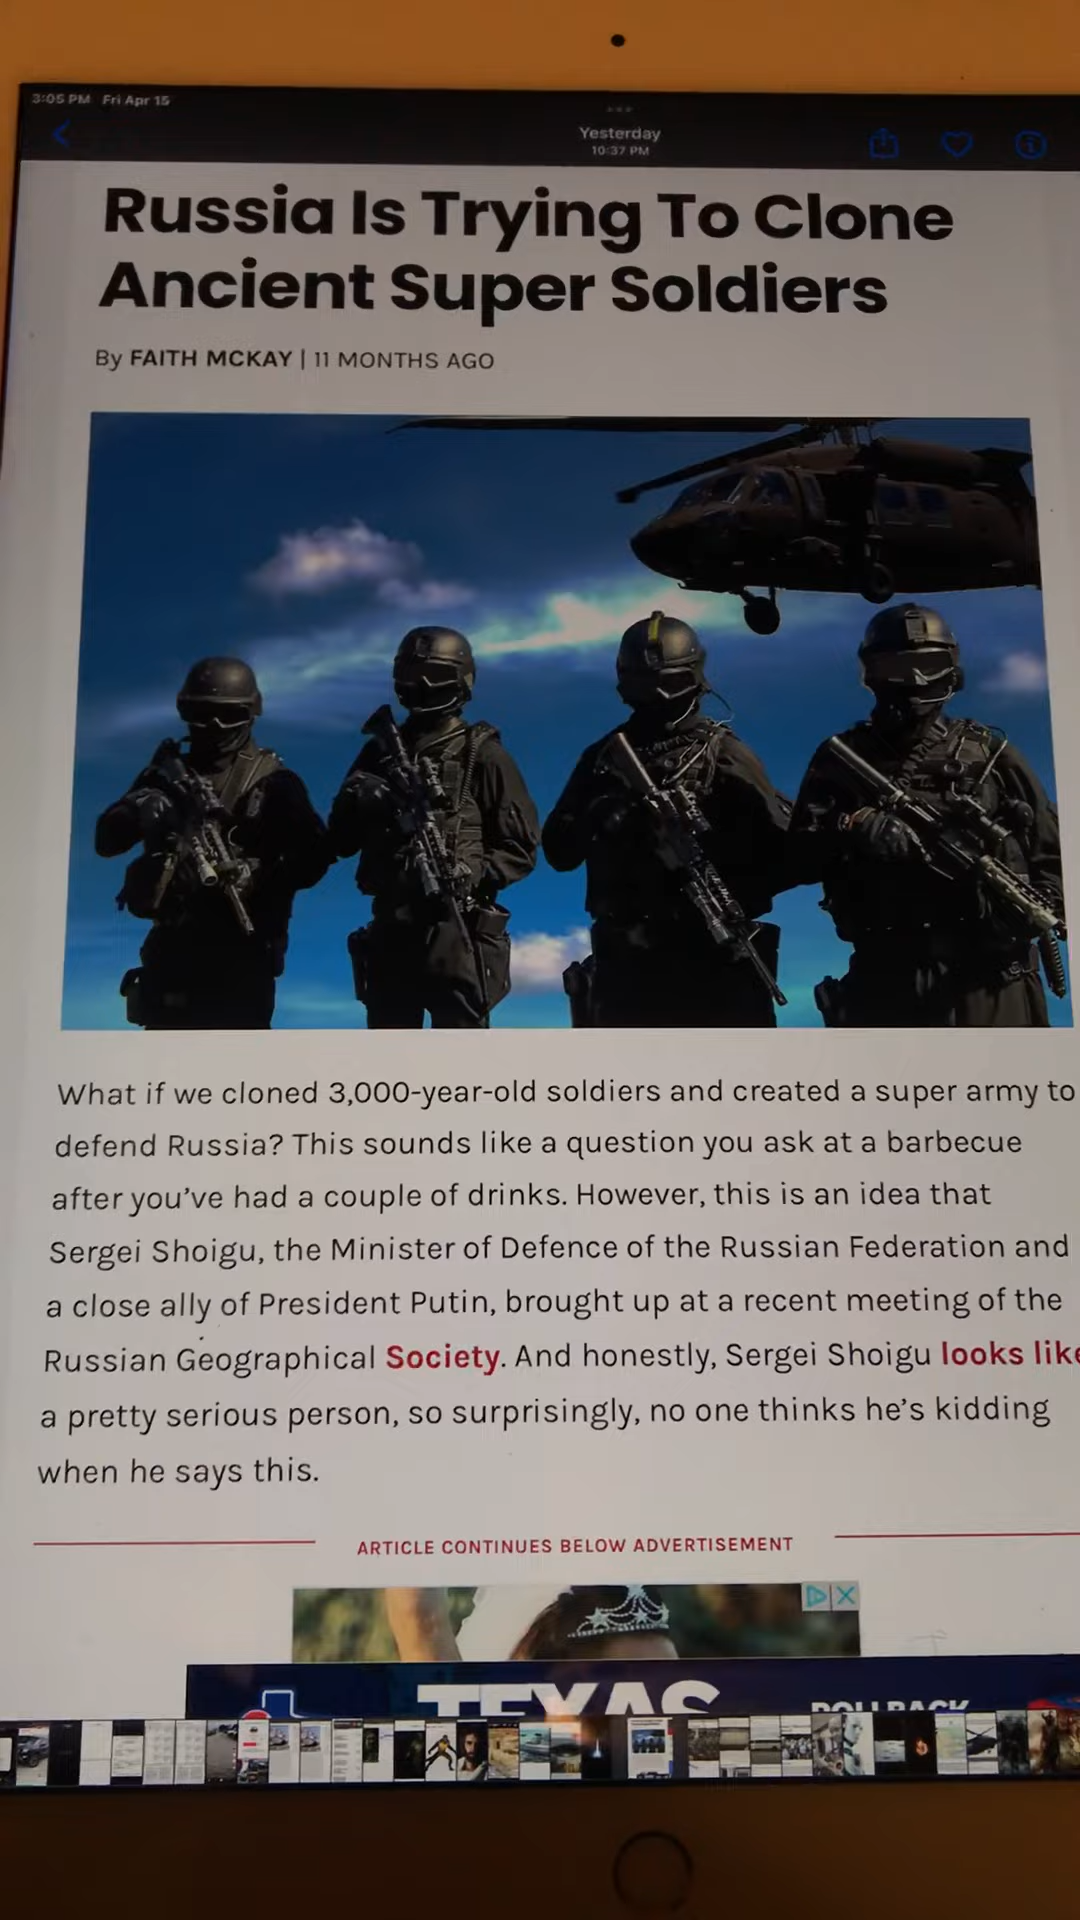 3:05 PM Fri Apr 15
Yesterday
10:37 PM
Russia Is Trying To Clone
Ancient Super Soldiers
By FAITH MCKAY | 11 MONTHS AGO
What if we cloned 3,000-year-old soldiers and created a super army to
defend Russia? This sounds like a question you ask at a barbecue
after you've had a couple of drinks. However, this is an idea that
Sergei Shoigu, the Minister of Defence of the Russian Federation and
a close ally of President Putin, brought up at a recent meeting of the
Russian Geographical Society. And honestly, Sergei Shoigu looks like
a pretty serious person, so surprisingly, no one thinks he's kidding
when he says this.
ARTICLE CONTINUES BELOW ADVERTISEMENT
TEXAS ROLLBACK